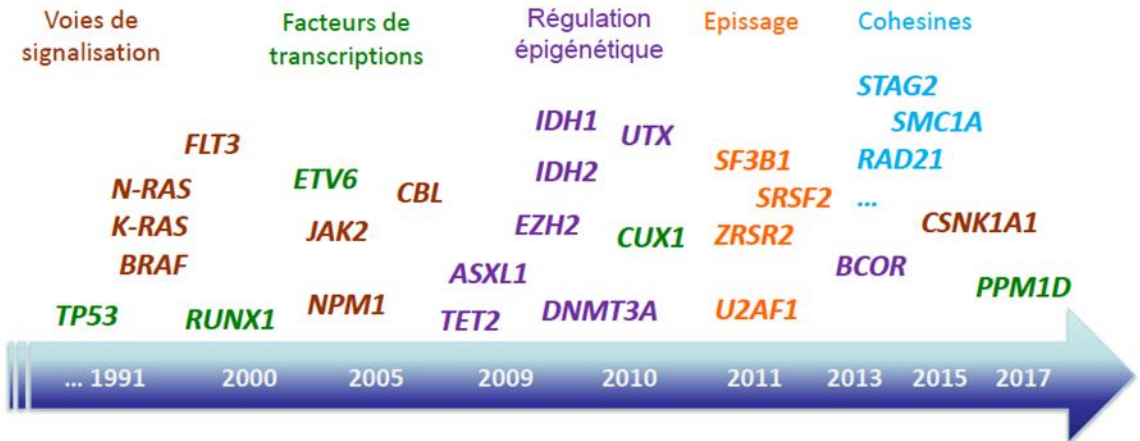 Voies de
signalisation
Facteurs de
transcriptions
Régulation
épigénétique
Epissage
Cohesines
STAG2
SMC1A
RAD21
...
FLT3
N-RAS
K-RAS
BRAF
TP53
RUNX1
ETV6
JAK2
NPM1
CBL
ASXL1
TET2
IDH1
UTX
IDH2
EZH2
CUX1
DNMT3A
SF3B1
SRSF2
ZRSR2
U2AF1
BCOR
CSNK1A1
PPM1D
... 1991 2000 2005 2009 2010 2011 2013 2015 2017